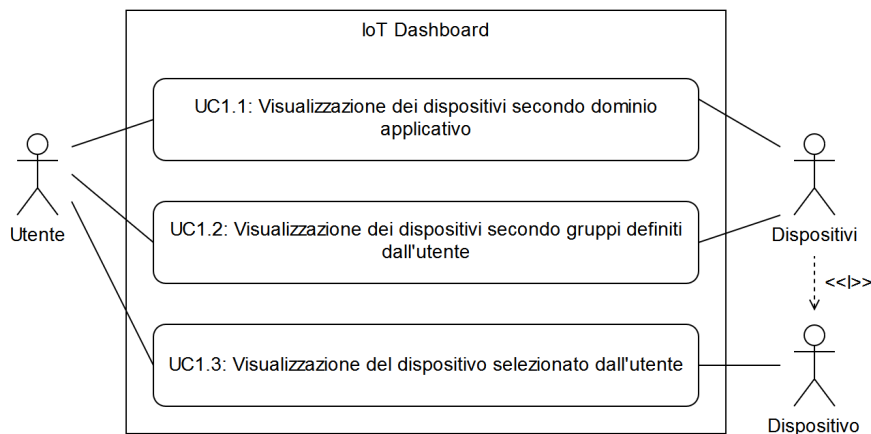 IoT Dashboard
UC1.1: Visualizzazione dei dispositivi secondo dominio
applicativo
Utente
UC1.2: Visualizzazione dei dispositivi secondo gruppi definiti
dall'utente
Dispositivi
<<I>>
UC1.3: Visualizzazione del dispositivo selezionato dall'utente
Dispositivo